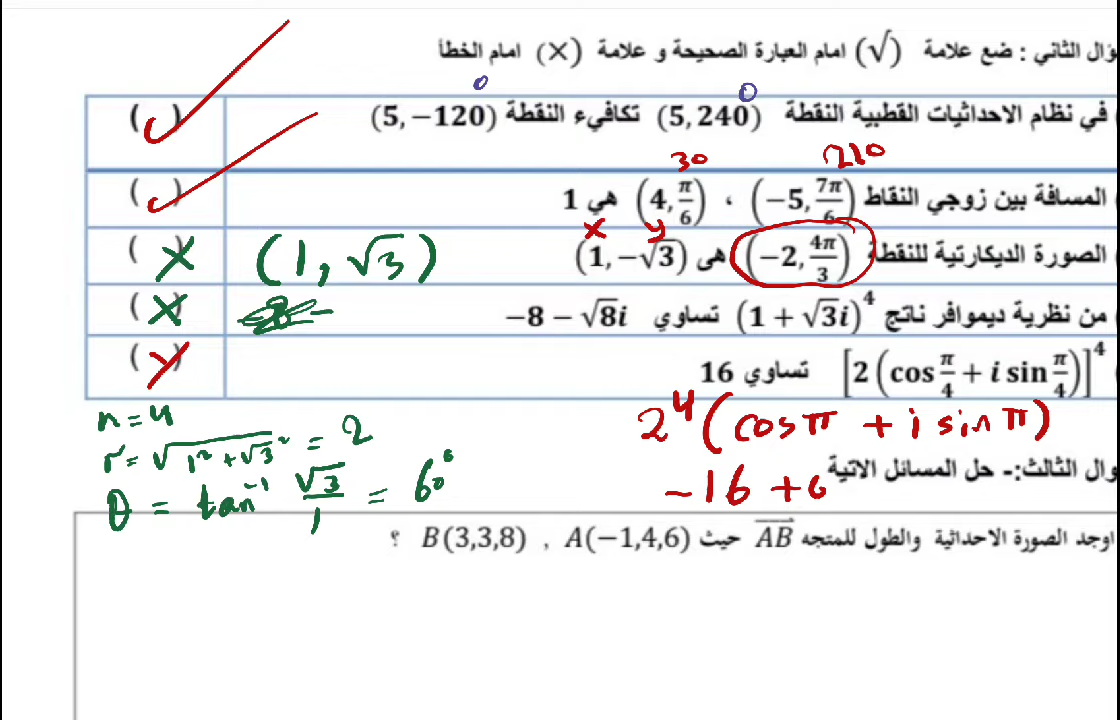 ؤال الثاني : ضع علامة (√) امام العبارة الصحيحة و علامة (×) امام الخطأ
في نظام الاحداثيات القطبية النقطة (5, 240) تكافيء النقطة (5, −120) ( )
30 210
المسافة بين زوجي النقاط (−5, 7π/6) ، (4, π/6) هي 1 ( )
x y
الصورة الديكارتية للنقطة (−2, 4π/3) هى (1, −√3) (1, √3) ( X )
من نظرية ديموافر ناتج (1 + √3i)^4 تساوي −8 − √8i ( X )
[2 (cos π/4 + i sin π/4)]^4 تساوي 16 ( )
n = 4
r = √(1² + √3²) = 2
θ = tan⁻¹ √3/1 = 60°
2^4 (cos π + i sin π)
−16 + 0
وال الثالث:- حل المسائل الاتية
اوجد الصورة الاحداثية والطول للمتجه AB حيث A(−1,4,6) , B(3,3,8) ؟